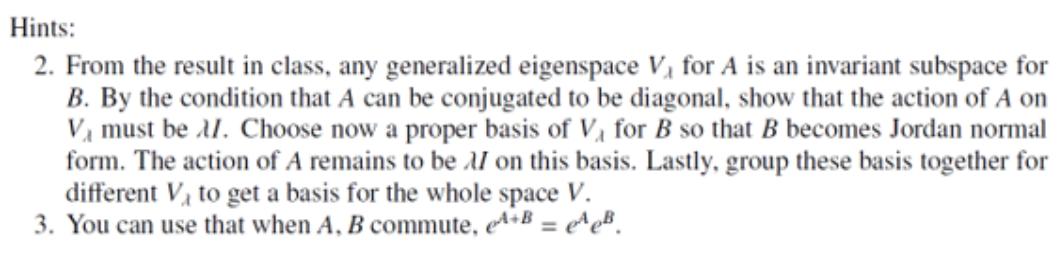 Hints:
2. From the result in class, any generalized eigenspace V_λ for A is an invariant subspace for
B. By the condition that A can be conjugated to be diagonal, show that the action of A on
V_λ must be λI. Choose now a proper basis of V_λ for B so that B becomes Jordan normal
form. The action of A remains to be λI on this basis. Lastly, group these basis together for
different V_λ to get a basis for the whole space V.
3. You can use that when A, B commute, e^{A+B} = e^A e^B.